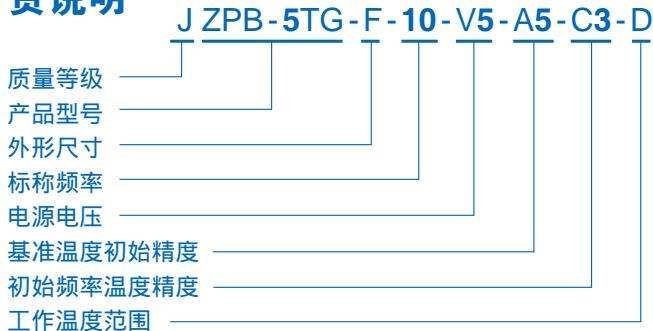 说明
J ZPB-5TG-F-10-V5-A5-C3-D
质量等级
产品型号
外形尺寸
标称频率
电源电压
基准温度初始精度
初始频率温度精度
工作温度范围